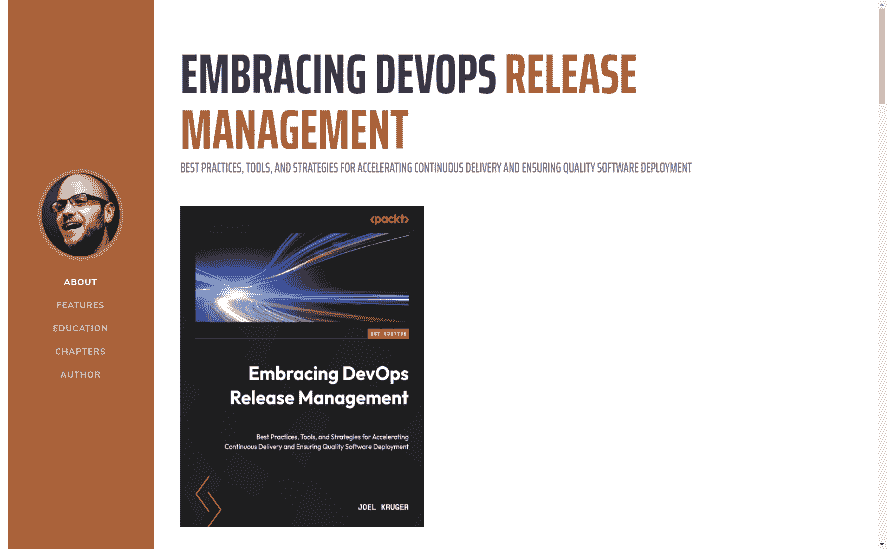 EMBRACING DEVOPS RELEASE
MANAGEMENT
BEST PRACTICES, TOOLS, AND STRATEGIES FOR ACCELERATING CONTINUOUS DELIVERY AND ENSURING QUALITY SOFTWARE DEPLOYMENT
ABOUT
FEATURES
EDUCATION
CHAPTERS
AUTHOR
<packt>
1ST EDITION
Embracing DevOps
Release Management
Best Practices, Tools, and Strategies for Accelerating
Continuous Delivery and Ensuring Quality Software Deployment
JOEL KRUGER